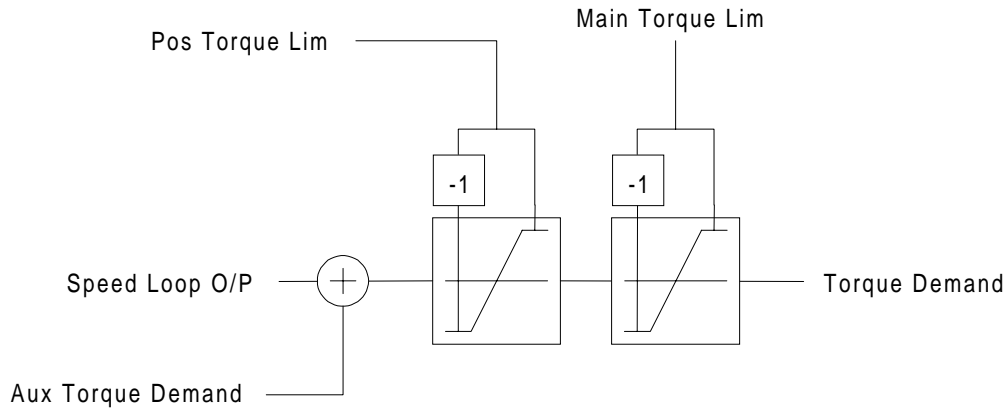 Main Torque Lim
Pos Torque Lim
-1
-1
Speed Loop O/P
Torque Demand
Aux Torque Demand